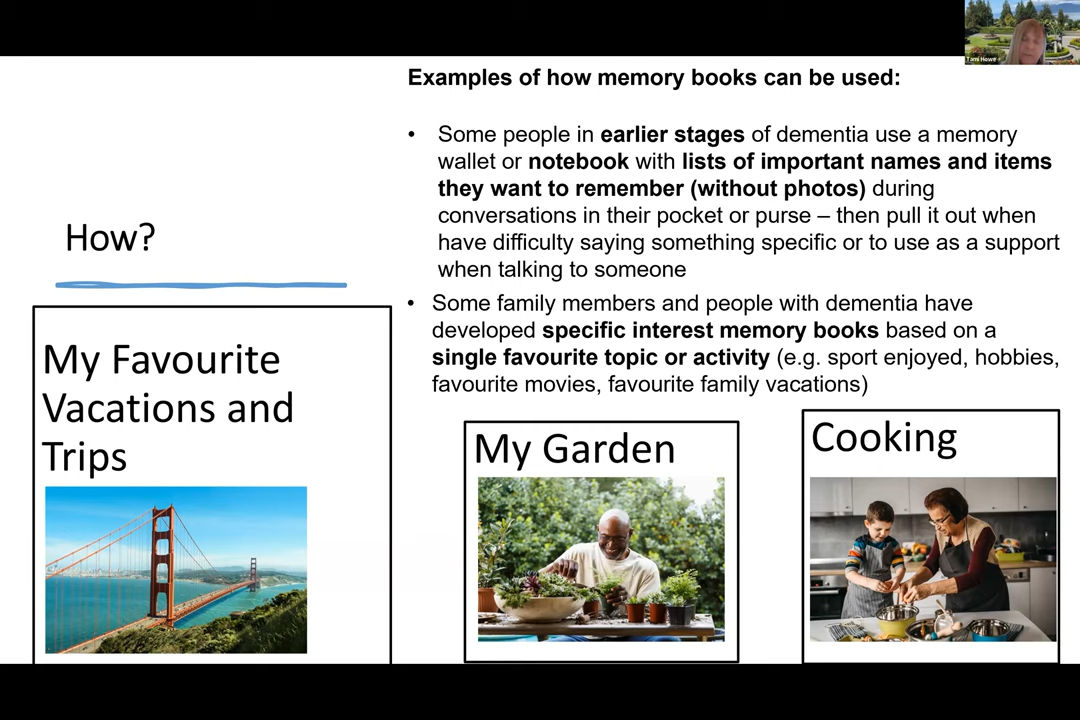 Tami Howe
Examples of how memory books can be used:
• Some people in earlier stages of dementia use a memory
wallet or notebook with lists of important names and items
they want to remember (without photos) during
conversations in their pocket or purse – then pull it out when
have difficulty saying something specific or to use as a support
when talking to someone
• Some family members and people with dementia have
developed specific interest memory books based on a
single favourite topic or activity (e.g. sport enjoyed, hobbies,
favourite movies, favourite family vacations)
How?
My Favourite
Vacations and
Trips
My Garden
Cooking